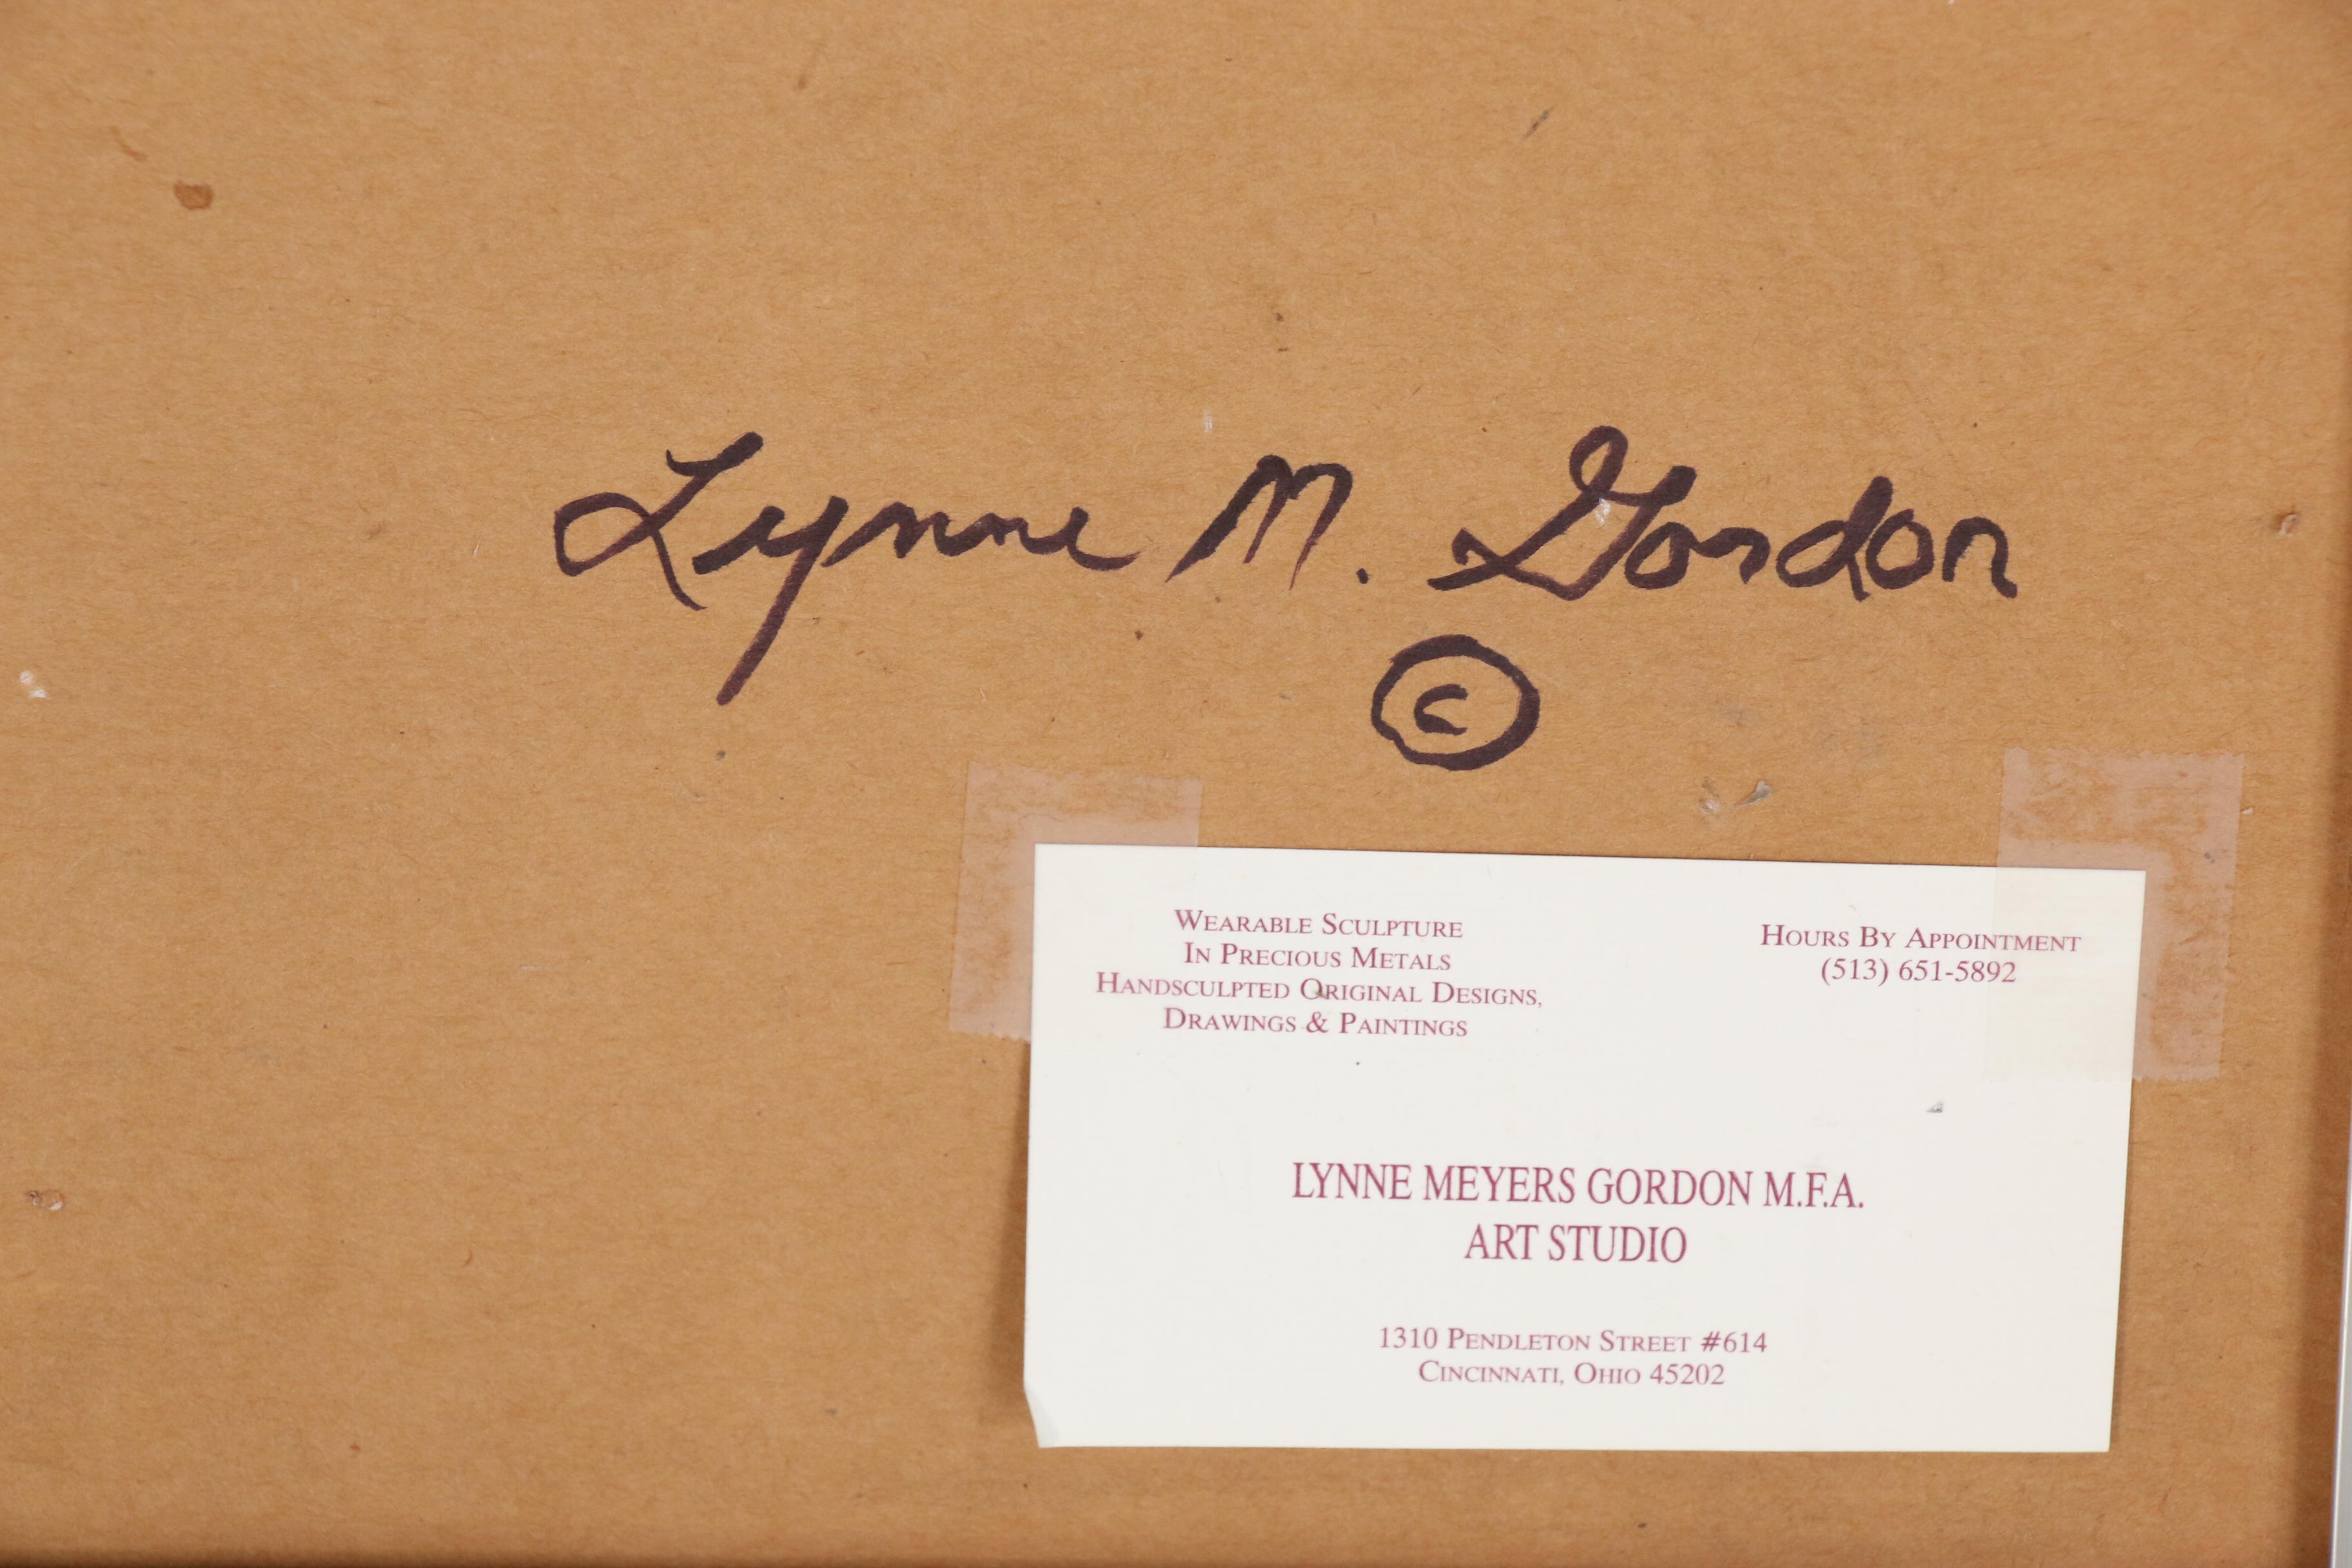 Lynne M. Gordon
©
WEARABLE SCULPTURE
IN PRECIOUS METALS
HANDSCULPTED ORIGINAL DESIGNS,
DRAWINGS & PAINTINGS
HOURS BY APPOINTMENT
(513) 651-5892
LYNNE MEYERS GORDON M.F.A.
ART STUDIO
1310 PENDLETON STREET #614
CINCINNATI, OHIO 45202